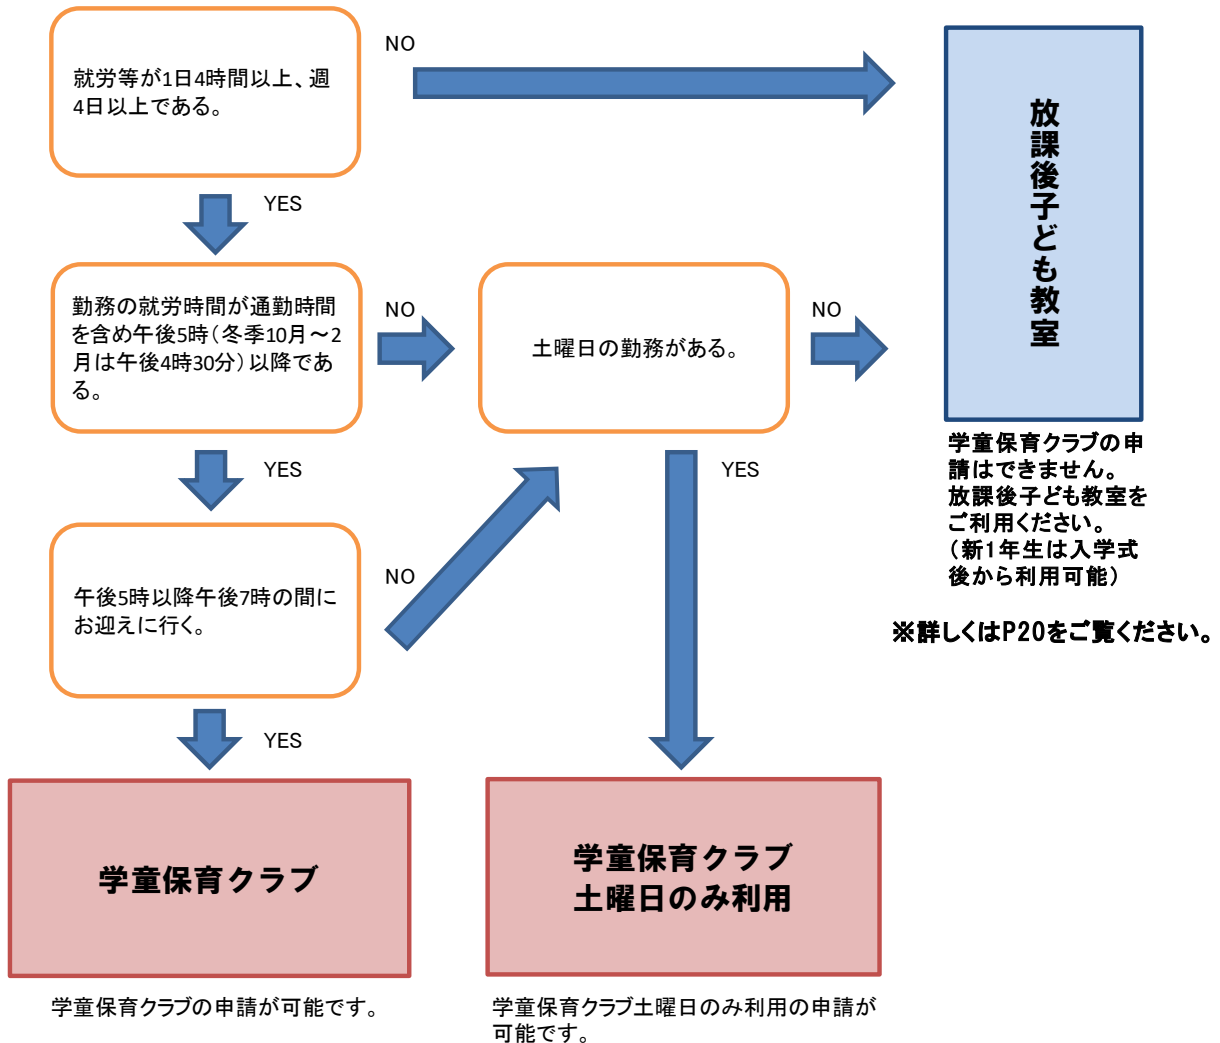 就労等が1日4時間以上、週
4日以上である。
NO
YES
放課後子ども教室
勤務の就労時間が通勤時間
を含め午後5時（冬季10月～2
月は午後4時30分）以降であ
る。
NO
土曜日の勤務がある。
NO
学童保育クラブの申
請はできません。
放課後子ども教室を
ご利用ください。
（新1年生は入学式
後から利用可能）
※詳しくはP20をご覧ください。
YES
YES
午後5時以降午後7時の間に
お迎えに行く。
NO
YES
学童保育クラブ
学童保育クラブの申請が可能です。
学童保育クラブ
土曜日のみ利用
学童保育クラブ土曜日のみ利用の申請が
可能です。